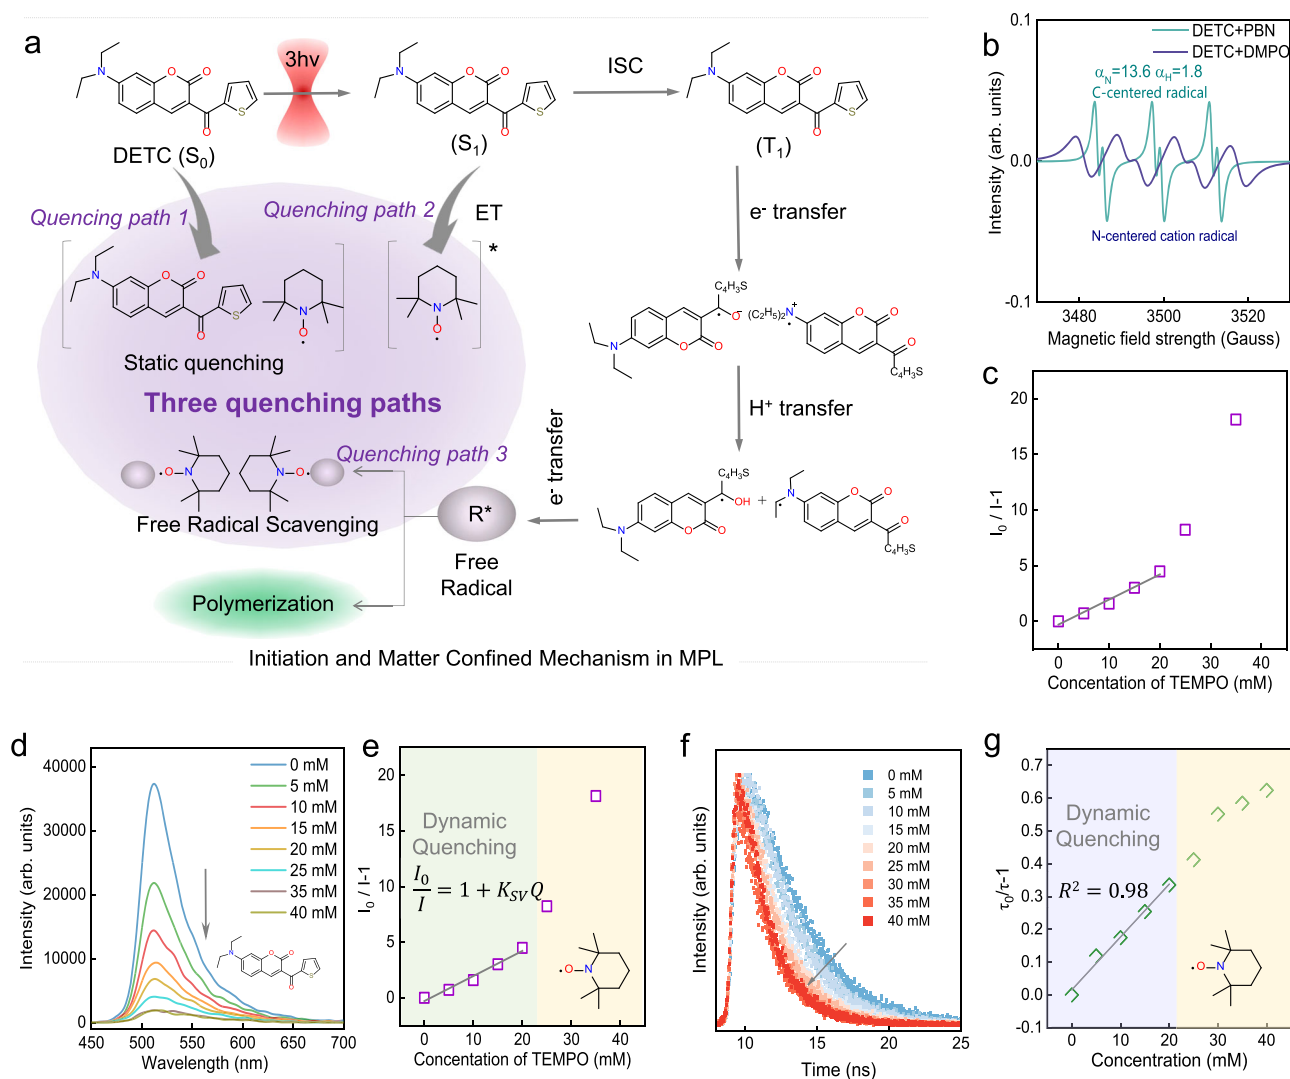 a
3hv
ISC
DETC (S0)
(S1)
(T1)
Quencing path 1
Quenching path 2
ET
*
Static quenching
Three quenching paths
Quenching path 3
Free Radical Scavenging
e- transfer
H+ transfer
e- transfer
R*
Free
Radical
Polymerization
Initiation and Matter Confined Mechanism in MPL
N
O
O
O
S
N
O
O
O
S
N
O
O
O
S
N
O
O
O
S
N
O
N
O
C4H3S
O-
O
O
N
(C2H5)2N+
O
O
O
C4H3S
C4H3S
OH
O
O
N
+
N
O
O
O
C4H3S
O
N
N
O
b
DETC+PBN
DETC+DMPO
αN=13.6 αH=1.8
C-centered radical
N-centered cation radical
0.1
0.0
-0.1
Intensity (arb. units)
3480
3500
3520
Magnetic field strength (Gauss)
c
20
15
10
5
0
I0 / I-1
0
10
20
30
40
Concentation of TEMPO (mM)
d
40000
30000
20000
10000
0
Intensity (arb. units)
0 mM
5 mM
10 mM
15 mM
20 mM
25 mM
35 mM
40 mM
N
O
O
O
S
450
500
550
600
650
700
Wavelength (nm)
e
20
15
10
5
0
I0 / I-1
Dynamic
Quenching
I0/I = 1 + KSVQ
O
N
0
10
20
30
40
Concentation of TEMPO (mM)
f
Intensity (arb. units)
0 mM
5 mM
10 mM
15 mM
20 mM
25 mM
30 mM
35 mM
40 mM
10
15
20
25
Time (ns)
g
0.7
0.6
0.5
0.4
0.3
0.2
0.1
0.0
-0.1
τ0/τ-1
Dynamic
Quenching
R2 = 0.98
O
N
0
10
20
30
40
Concentration (mM)